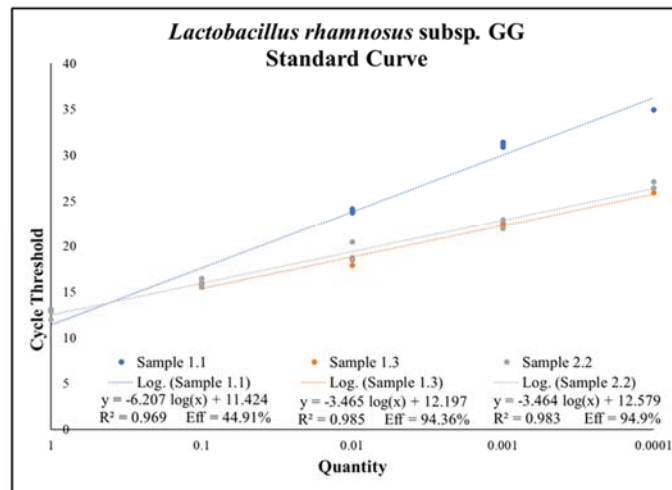 Lactobacillus rhamnosus subsp. GG
Standard Curve
40
35
30
25
20
15
10
5
0
Cycle Threshold
Sample 1.1 Sample 1.3 Sample 2.2
Log. (Sample 1.1) Log. (Sample 1.3) Log. (Sample 2.2)
y = -6.207 log(x) + 11.424 y = -3.465 log(x) + 12.197 y = -3.464 log(x) + 12.579
R² = 0.969 Eff 44.91% R² = 0.985 Eff 94.36% R² = 0.983 Eff 94.9%
1 0.1 0.01 0.001 0.0001
Quantity